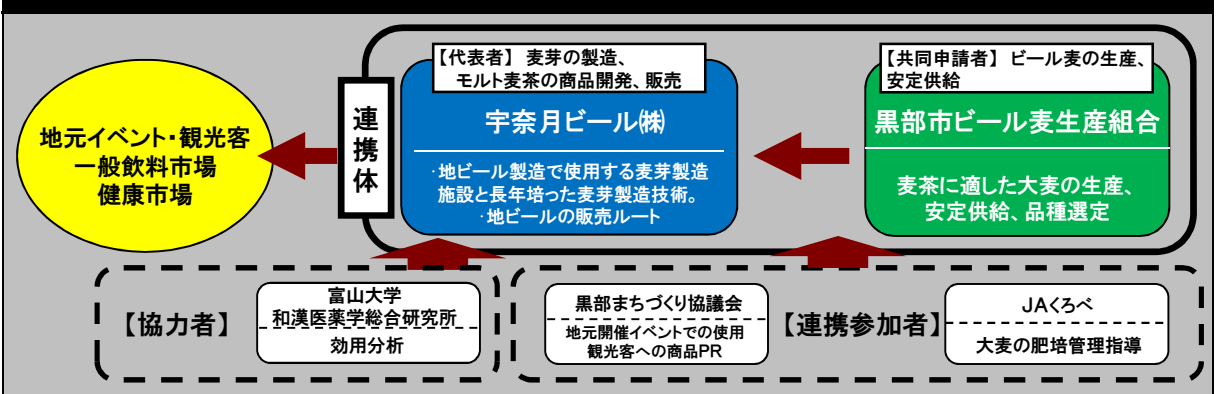 地元イベント・観光客
一般飲料市場
健康市場
連携体
【代表者】 麦芽の製造、
モルト麦茶の商品開発、販売
宇奈月ビール㈱
・地ビール製造で使用する麦芽製造
施設と長年培った麦芽製造技術。
・地ビールの販売ルート
【共同申請者】 ビール麦の生産、
安定供給
黒部市ビール麦生産組合
麦茶に適した大麦の生産、
安定供給、品種選定
【協力者】
富山大学
和漢医薬学総合研究所
効用分析
黒部まちづくり協議会
地元開催イベントでの使用
観光客への商品PR
【連携参加者】
JAくろべ
大麦の肥培管理指導